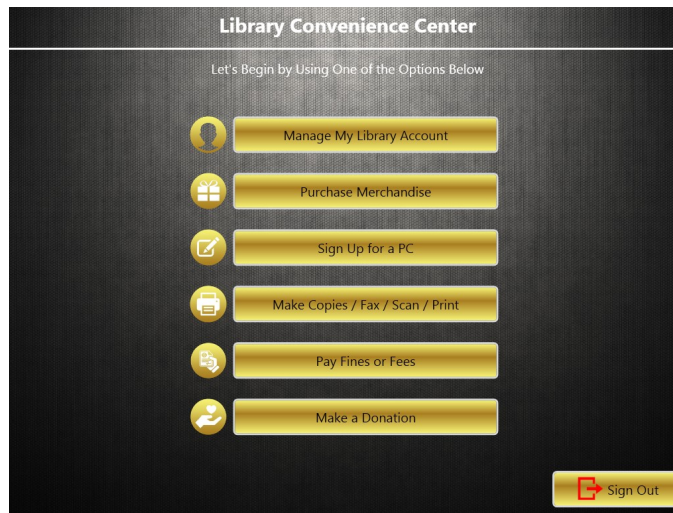 Library Convenience Center
Let's Begin by Using One of the Options Below
Manage My Library Account
Purchase Merchandise
Sign Up for a PC
Make Copies / Fax / Scan / Print
Pay Fines or Fees
Make a Donation
Sign Out